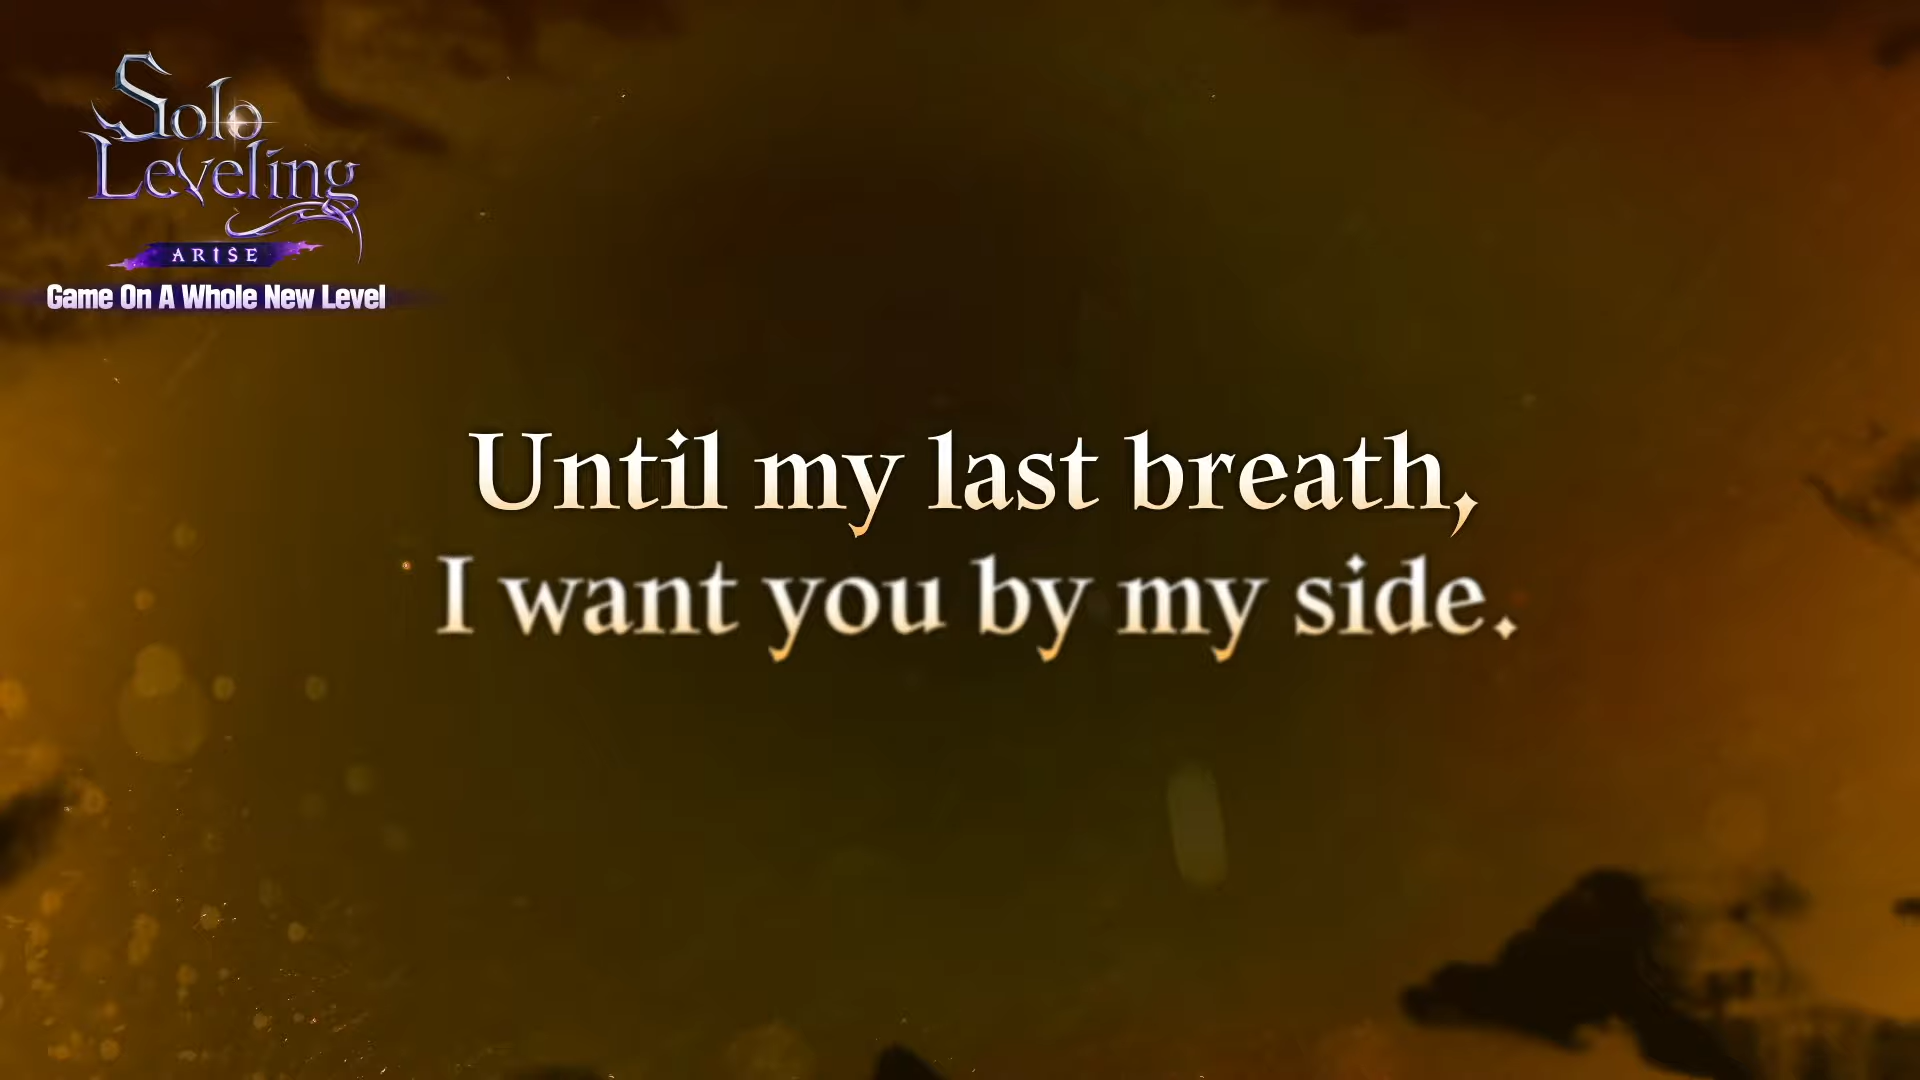 Solo
Leveling
ARISE
Game On A Whole New Level
Until my last breath,
I want you by my side.